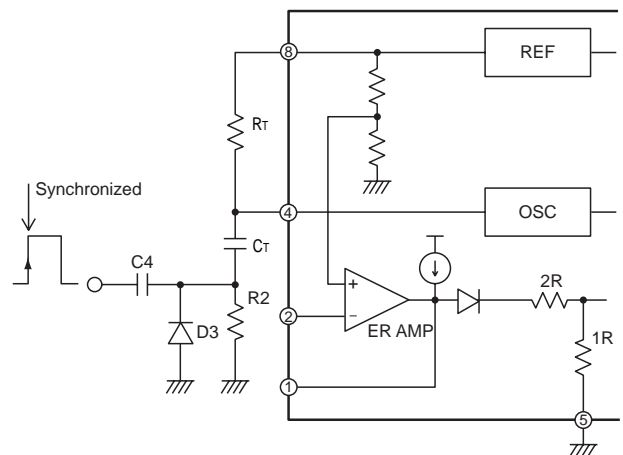 8
REF
RT
Synchronized
4
OSC
CT
C4
2R
R2
+
2
−
ER AMP
D3
1R
1
5